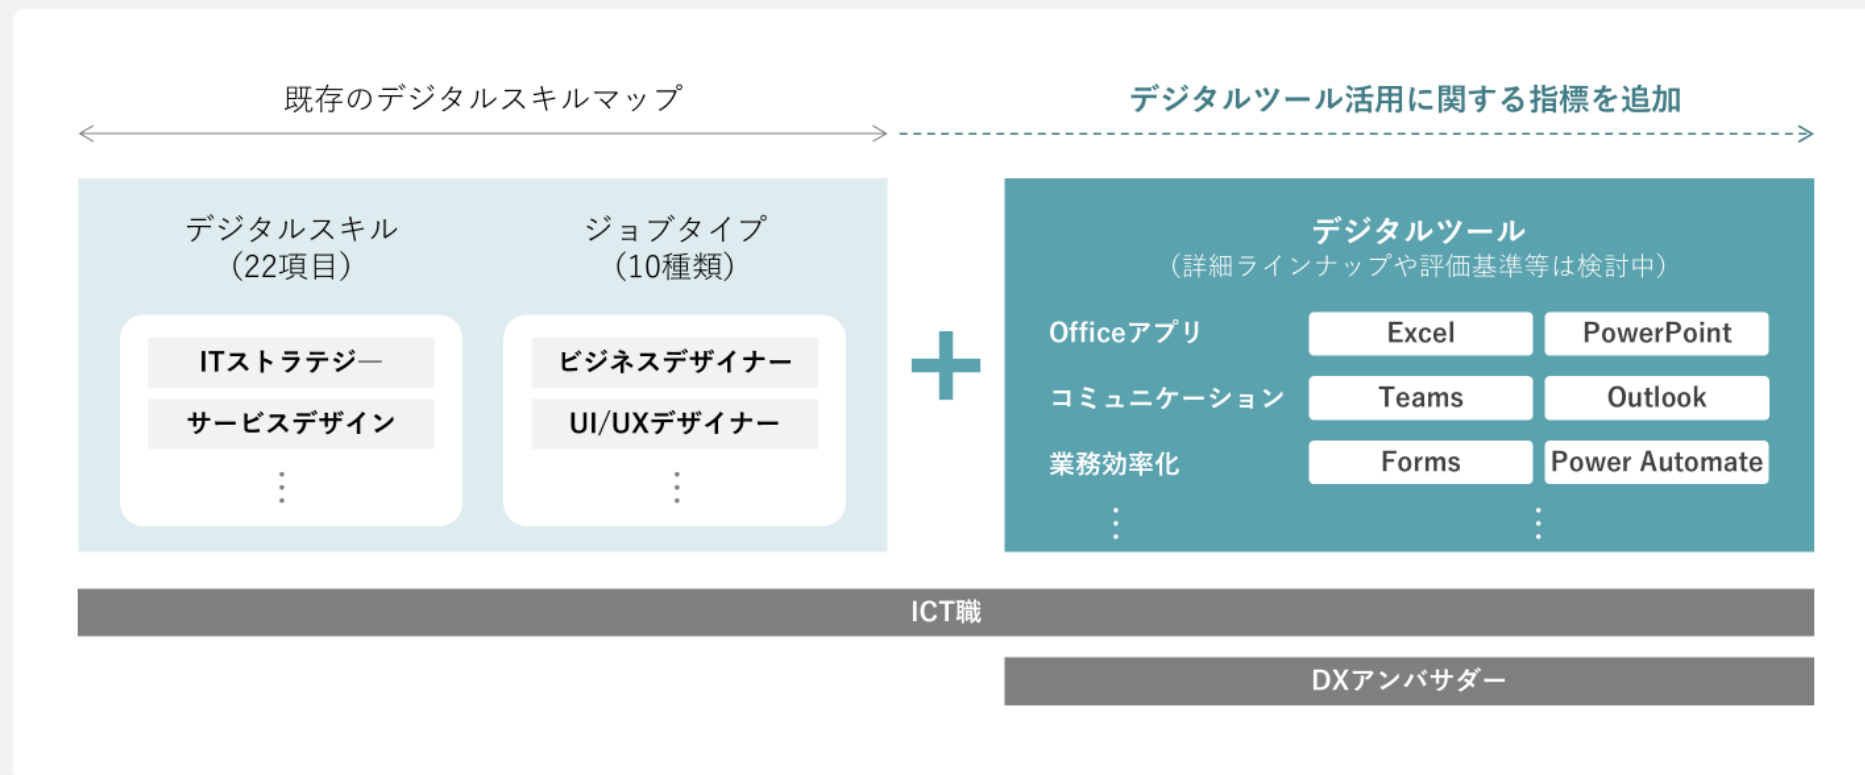 既存のデジタルスキルマップ
デジタルツール活用に関する指標を追加
デジタルスキル
（22項目）
ITストラテジ―
サービスデザイン
⋮
ジョブタイプ
（10種類）
ビジネスデザイナー
UI/UXデザイナー
⋮
+
デジタルツール
（詳細ラインナップや評価基準等は検討中）
Officeアプリ Excel PowerPoint
コミュニケーション Teams Outlook
業務効率化 Forms Power Automate
⋮ ⋮
ICT職
DXアンバサダー